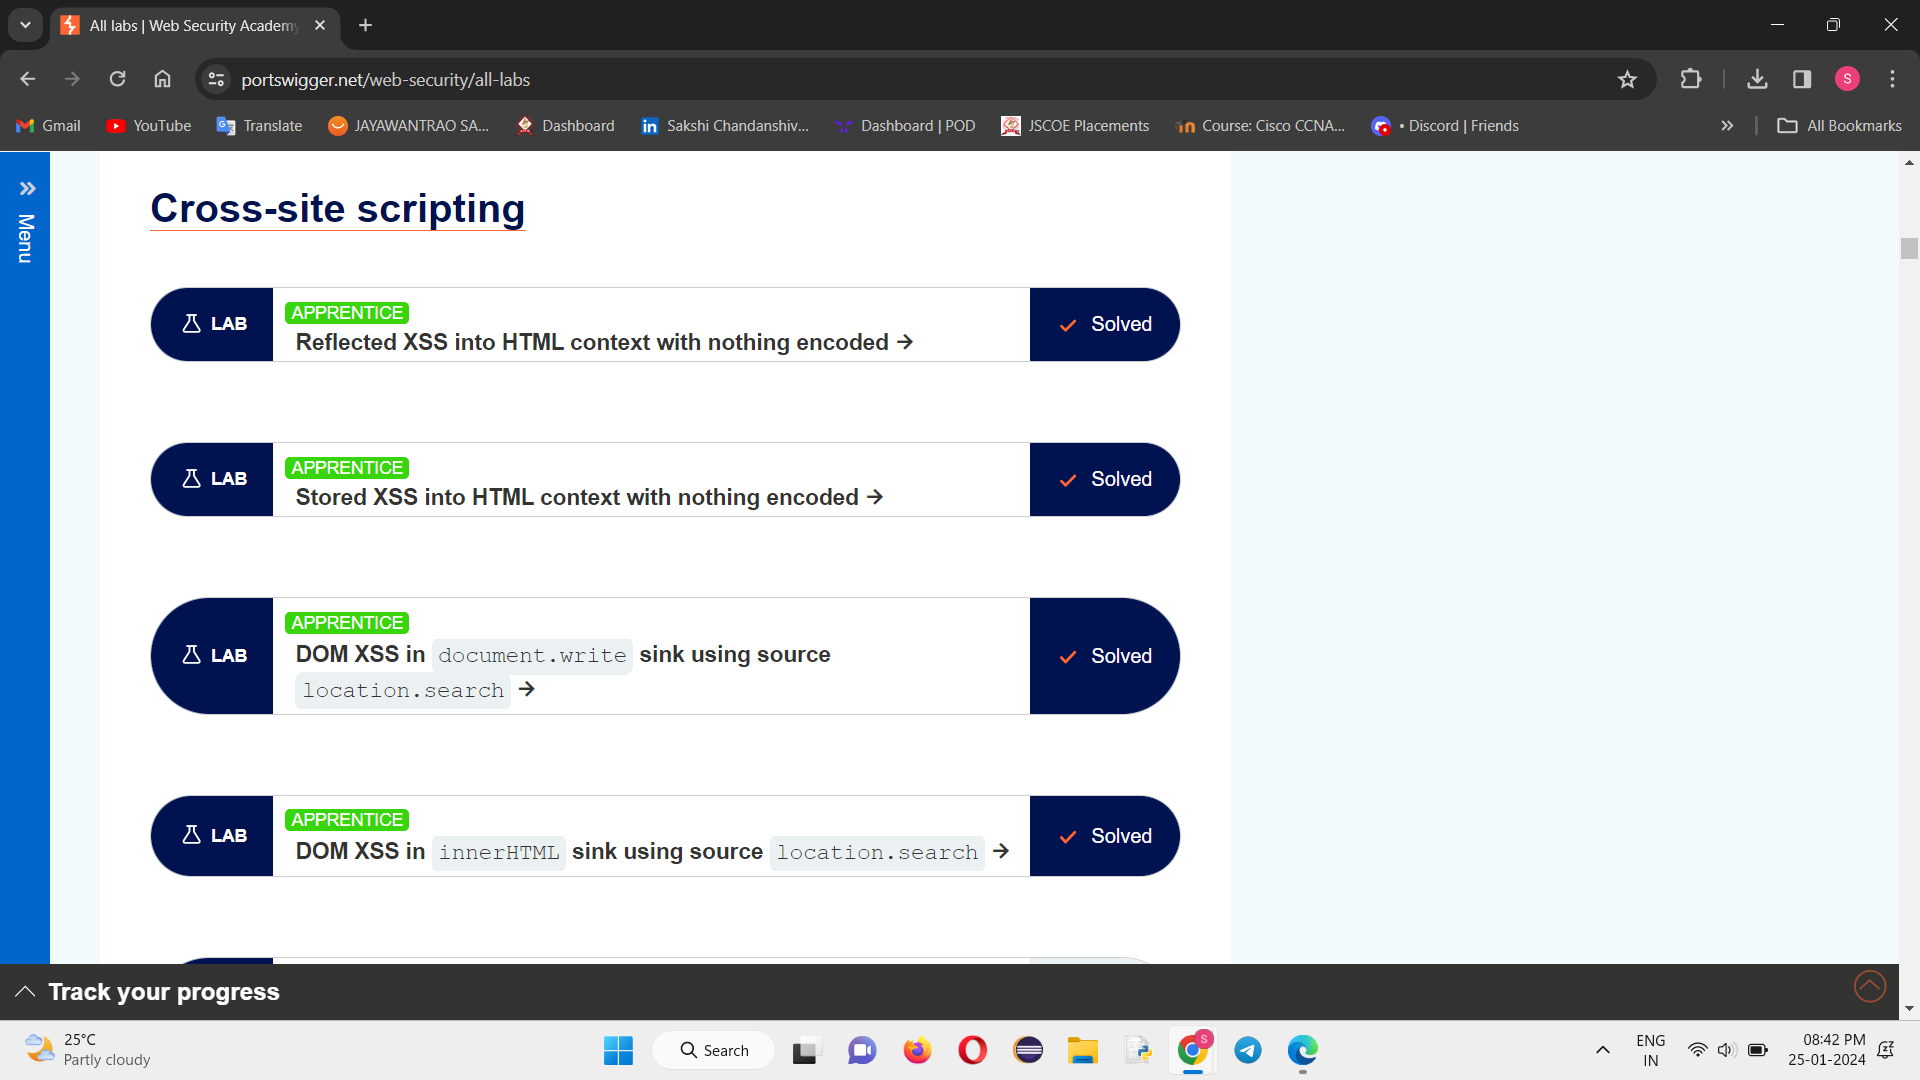 All labs | Web Security Academy
portswigger.net/web-security/all-labs
S
Gmail
YouTube
Translate
JAYAWANTRAO SA...
Dashboard
in
Sakshi Chandanshiv...
Dashboard | POD
JSCOE Placements
Course: Cisco CCNA...
• Discord | Friends
All Bookmarks
Menu
Cross-site scripting
LAB
APPRENTICE
Reflected XSS into HTML context with nothing encoded →
Solved
LAB
APPRENTICE
Stored XSS into HTML context with nothing encoded →
Solved
LAB
APPRENTICE
DOM XSS in document.write sink using source
location.search →
Solved
LAB
APPRENTICE
DOM XSS in innerHTML sink using source location.search →
Solved
Track your progress
25°C
Partly cloudy
Search
S
ENG
IN
08:42 PM
25-01-2024